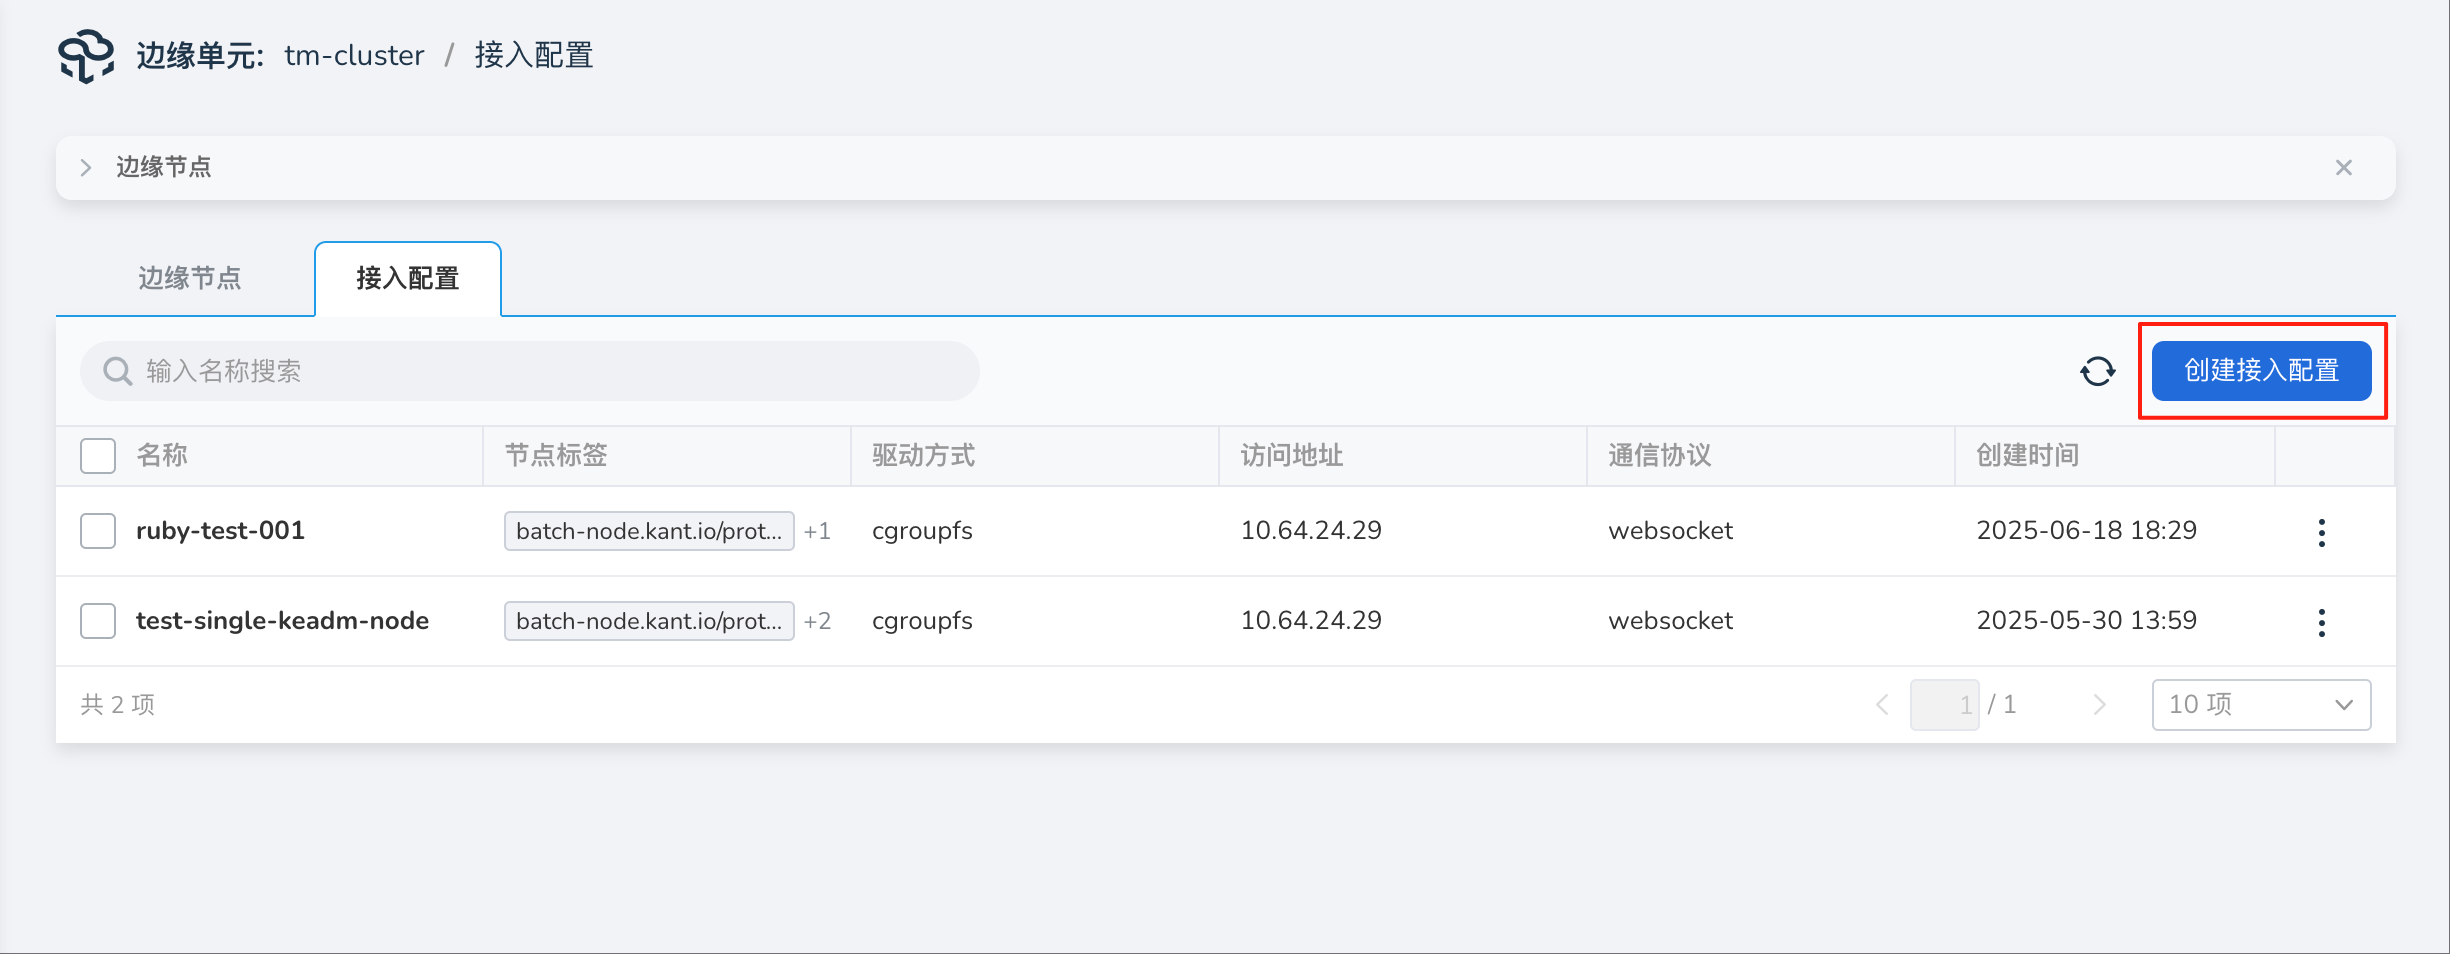 边缘单元: tm-cluster / 接入配置
边缘节点
边缘节点 接入配置
输入名称搜索 创建接入配置
名称 节点标签 驱动方式 访问地址 通信协议 创建时间
ruby-test-001 batch-node.kant.io/prot... +1 cgroupfs 10.64.24.29 websocket 2025-06-18 18:29
test-single-keadm-node batch-node.kant.io/prot... +2 cgroupfs 10.64.24.29 websocket 2025-05-30 13:59
共 2 项 1 / 1 10 项